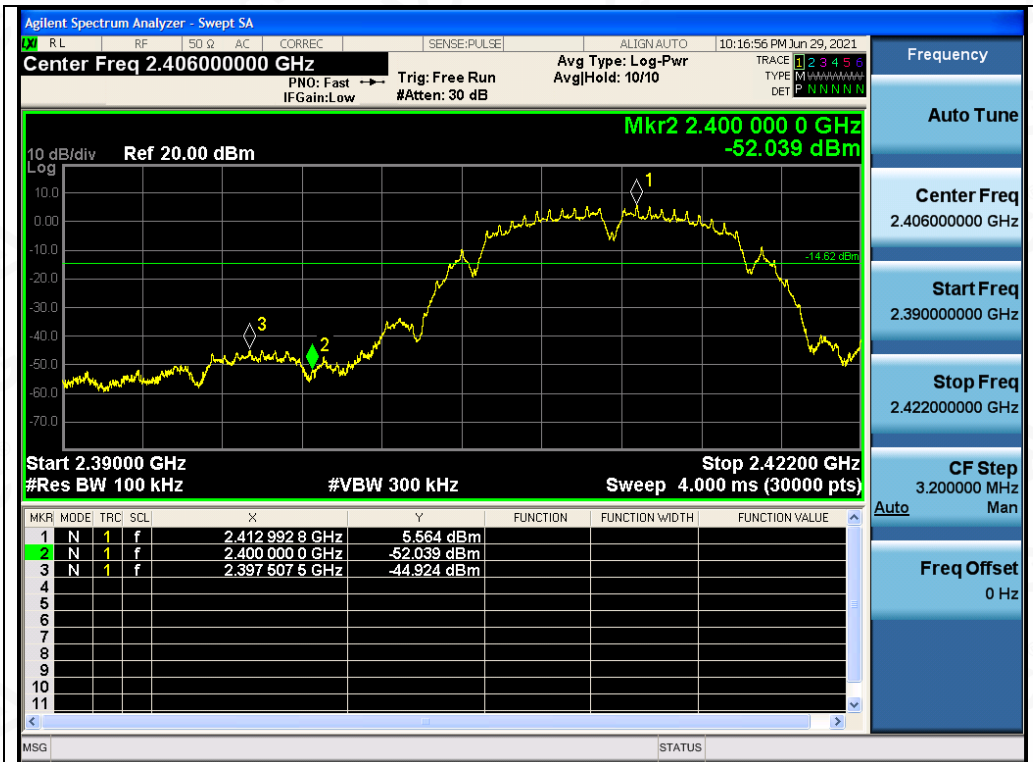 Agilent Spectrum Analyzer - Swept SA
LXI RL RF 50 Ω AC CORREC SENSE:PULSE ALIGN AUTO 10:16:56 PM Jun 29, 2021
Center Freq 2.406000000 GHz
PNO: Fast
IFGain:Low
Trig: Free Run
#Atten: 30 dB
Avg Type: Log-Pwr
Avg|Hold: 10/10
TRACE 1 2 3 4 5 6
TYPE M
DET P N N N N N
Mkr2 2.400 000 0 GHz
-52.039 dBm
10 dB/div Ref 20.00 dBm
Log
10.0
0.00
-10.0
-20.0
-30.0
-40.0
-50.0
-60.0
-70.0
1
-14.62 dBm
3
2
Start 2.39000 GHz Stop 2.42200 GHz
#Res BW 100 kHz #VBW 300 kHz Sweep 4.000 ms (30000 pts)
MKR MODE TRC SCL X Y FUNCTION FUNCTION WIDTH FUNCTION VALUE
1 N 1 f 2.412 992 8 GHz 5.564 dBm
2 N 1 f 2.400 000 0 GHz -52.039 dBm
3 N 1 f 2.397 507 5 GHz -44.924 dBm
4
5
6
7
8
9
10
11
MSG STATUS
Frequency
Auto Tune
Center Freq
2.406000000 GHz
Start Freq
2.390000000 GHz
Stop Freq
2.422000000 GHz
CF Step
3.200000 MHz
Auto Man
Freq Offset
0 Hz